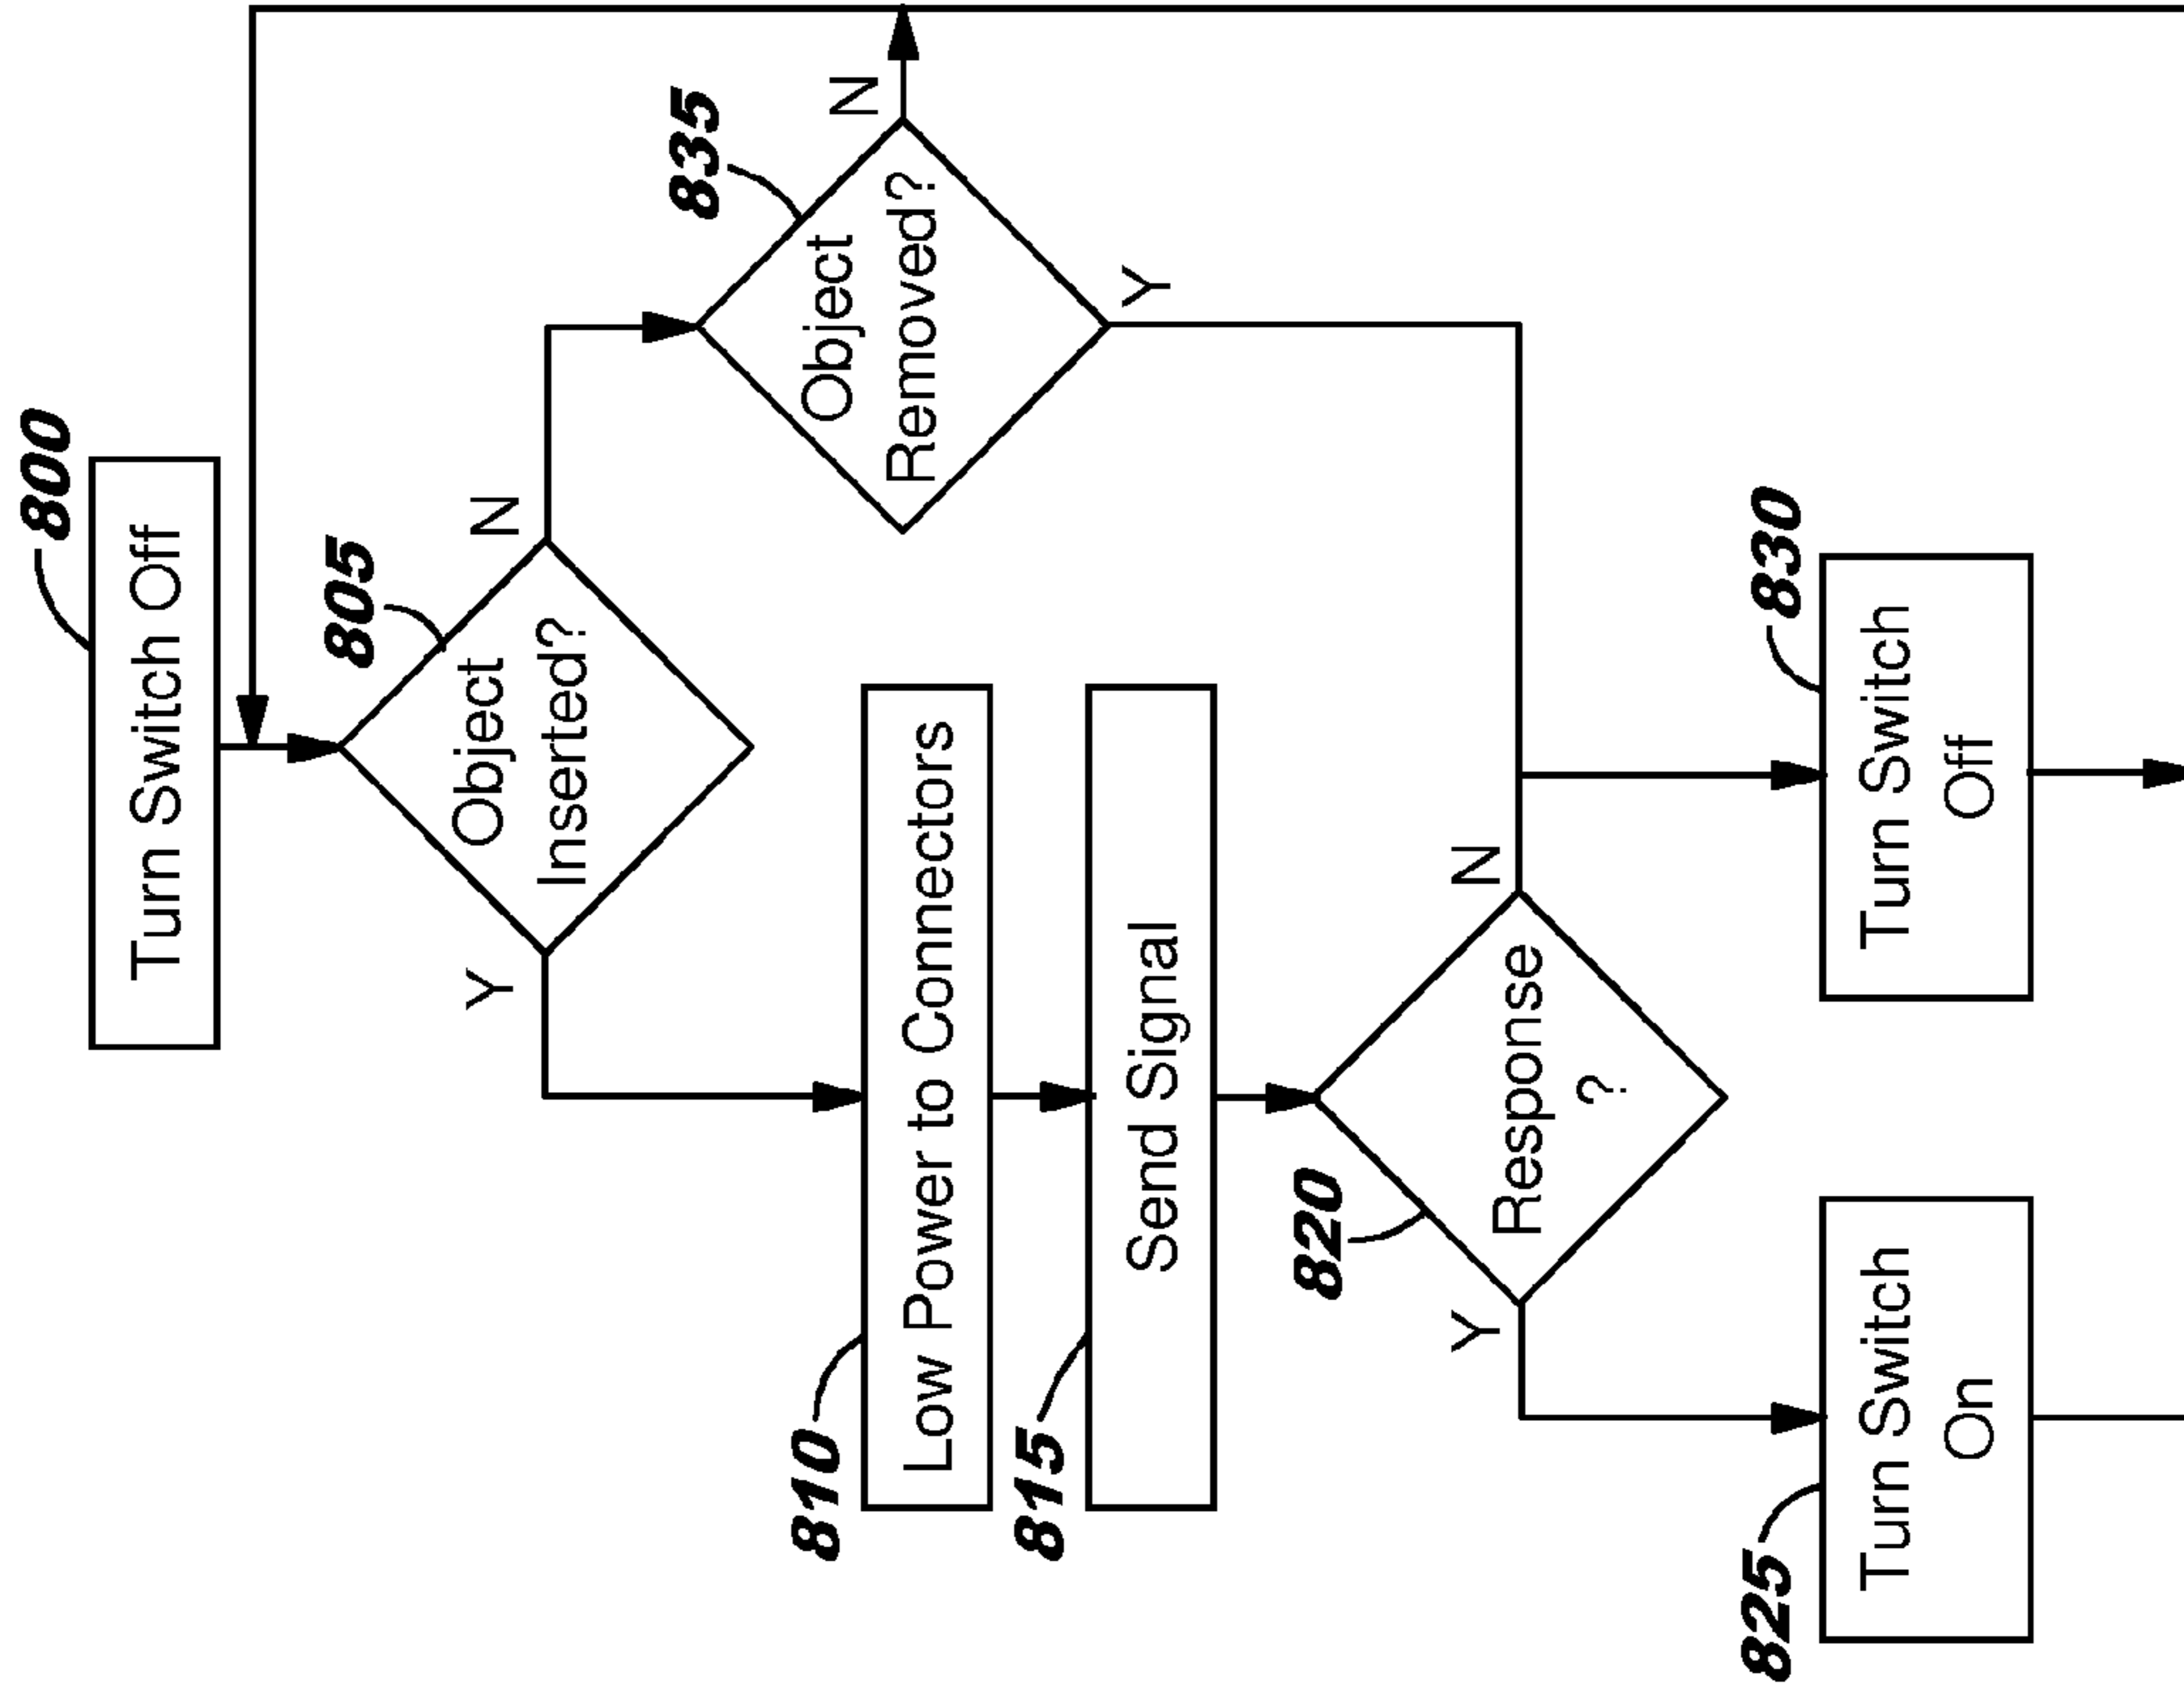 800
Turn Switch Off
805
Object
Inserted?
Y
N
835
Object
Removed?
N
Y
810
Low Power to Connectors
815
Send Signal
820
Response
?
Y
N
825
Turn Switch
On
830
Turn Switch
Off